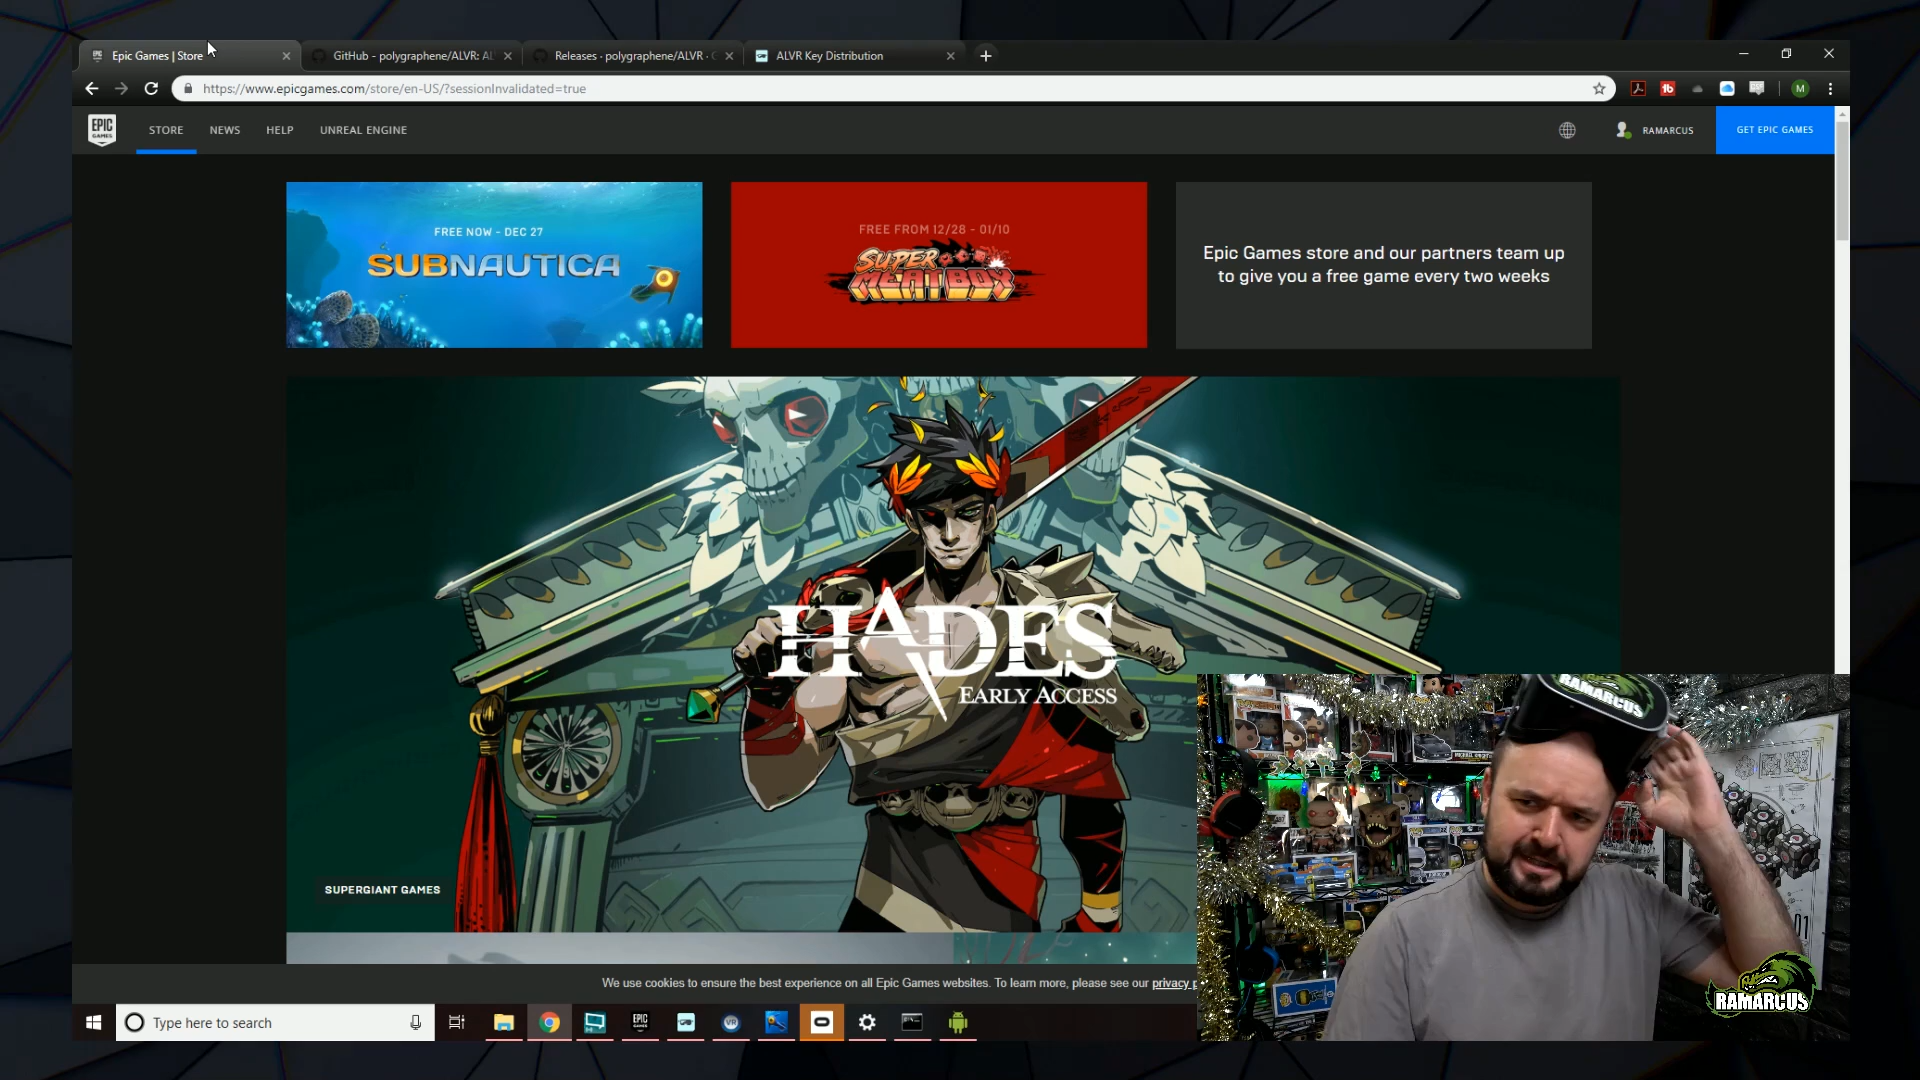 Epic Games | Store
GitHub - polygraphene/ALVR: AL
Releases · polygraphene/ALVR ·
ALVR Key Distribution
https://www.epicgames.com/store/en-US/?sessionInvalidated=true
M
EPIC
GAMES
STORE
NEWS
HELP
UNREAL ENGINE
RAMARCUS
GET EPIC GAMES
FREE NOW - DEC 27
SUBNAUTICA
FREE FROM 12/28 - 01/10
SUPER
MEAT BOY
Epic Games store and our partners team up
to give you a free game every two weeks
HADES
EARLY ACCESS
SUPERGIANT GAMES
RAMARCUS
We use cookies to ensure the best experience on all Epic Games websites. To learn more, please see our privacy p
RAMARCUS
Type here to search
EPIC
VR